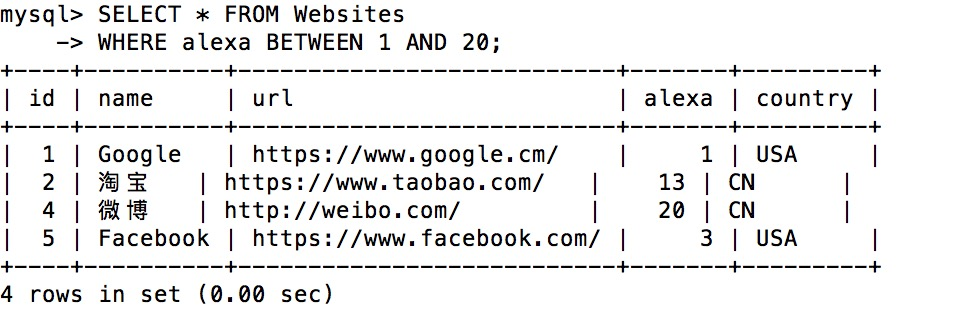 mysql> SELECT * FROM Websites
    -> WHERE alexa BETWEEN 1 AND 20;
+----+----------+---------------------------+-------+---------+
| id | name     | url                       | alexa | country |
+----+----------+---------------------------+-------+---------+
|  1 | Google   | https://www.google.cm/    |     1 | USA     |
|  2 | 淘宝   | https://www.taobao.com/   |    13 | CN      |
|  4 | 微博   | http://weibo.com/         |    20 | CN      |
|  5 | Facebook | https://www.facebook.com/ |     3 | USA     |
+----+----------+---------------------------+-------+---------+
4 rows in set (0.00 sec)